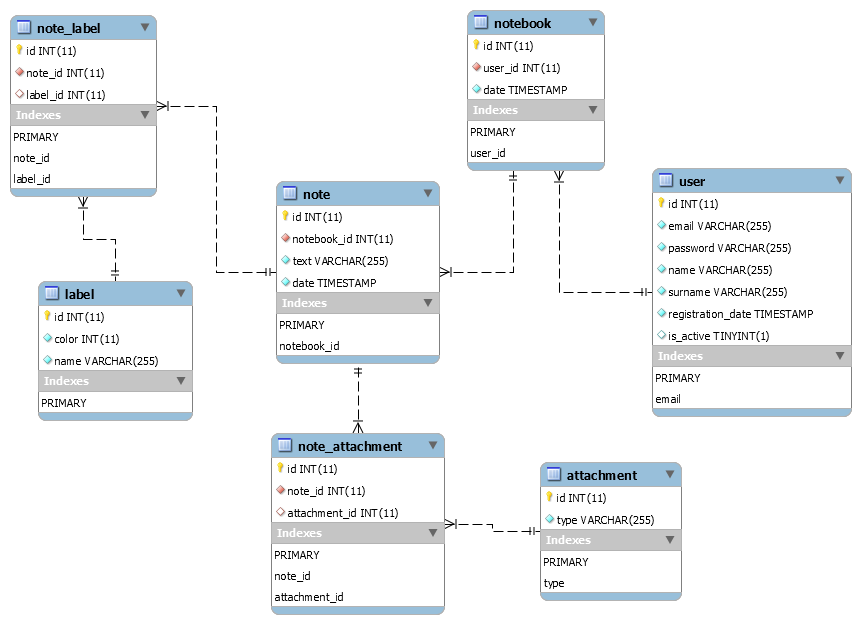 note_label
id INT(11)
note_id INT(11)
label_id INT(11)
Indexes
PRIMARY
note_id
label_id
notebook
id INT(11)
user_id INT(11)
date TIMESTAMP
Indexes
PRIMARY
user_id
note
id INT(11)
notebook_id INT(11)
text VARCHAR(255)
date TIMESTAMP
Indexes
PRIMARY
notebook_id
user
id INT(11)
email VARCHAR(255)
password VARCHAR(255)
name VARCHAR(255)
surname VARCHAR(255)
registration_date TIMESTAMP
is_active TINYINT(1)
Indexes
PRIMARY
email
label
id INT(11)
color INT(11)
name VARCHAR(255)
Indexes
PRIMARY
note_attachment
id INT(11)
note_id INT(11)
attachment_id INT(11)
Indexes
PRIMARY
note_id
attachment_id
attachment
id INT(11)
type VARCHAR(255)
Indexes
PRIMARY
type